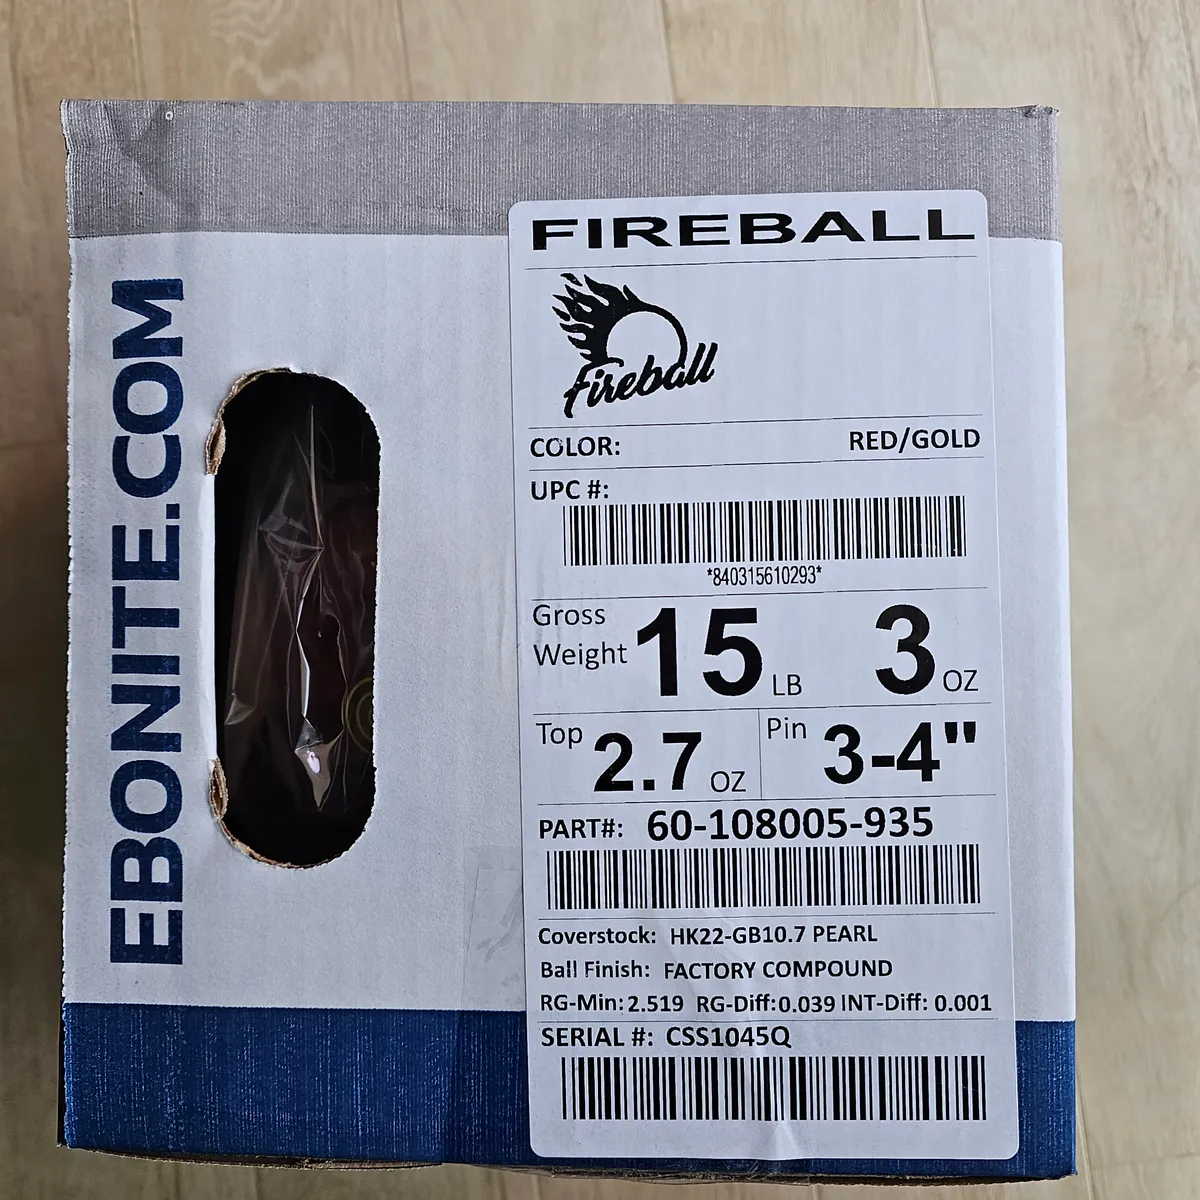 EBONITE.COM
FIREBALL
Fireball
COLOR: RED/GOLD
UPC #:
*840315610293*
Gross Weight 15 LB 3 OZ
Top 2.7 OZ Pin 3-4"
PART#: 60-108005-935
Coverstock: HK22-GB10.7 PEARL
Ball Finish: FACTORY COMPOUND
RG-Min: 2.519 RG-Diff: 0.039 INT-Diff: 0.001
SERIAL #: CSS1045Q